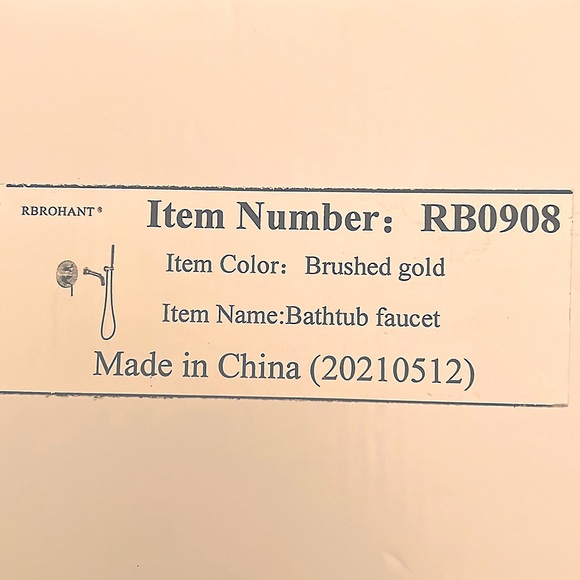 RBROHANT® Item Number： RB0908
Item Color： Brushed gold
Item Name:Bathtub faucet
Made in China (20210512)